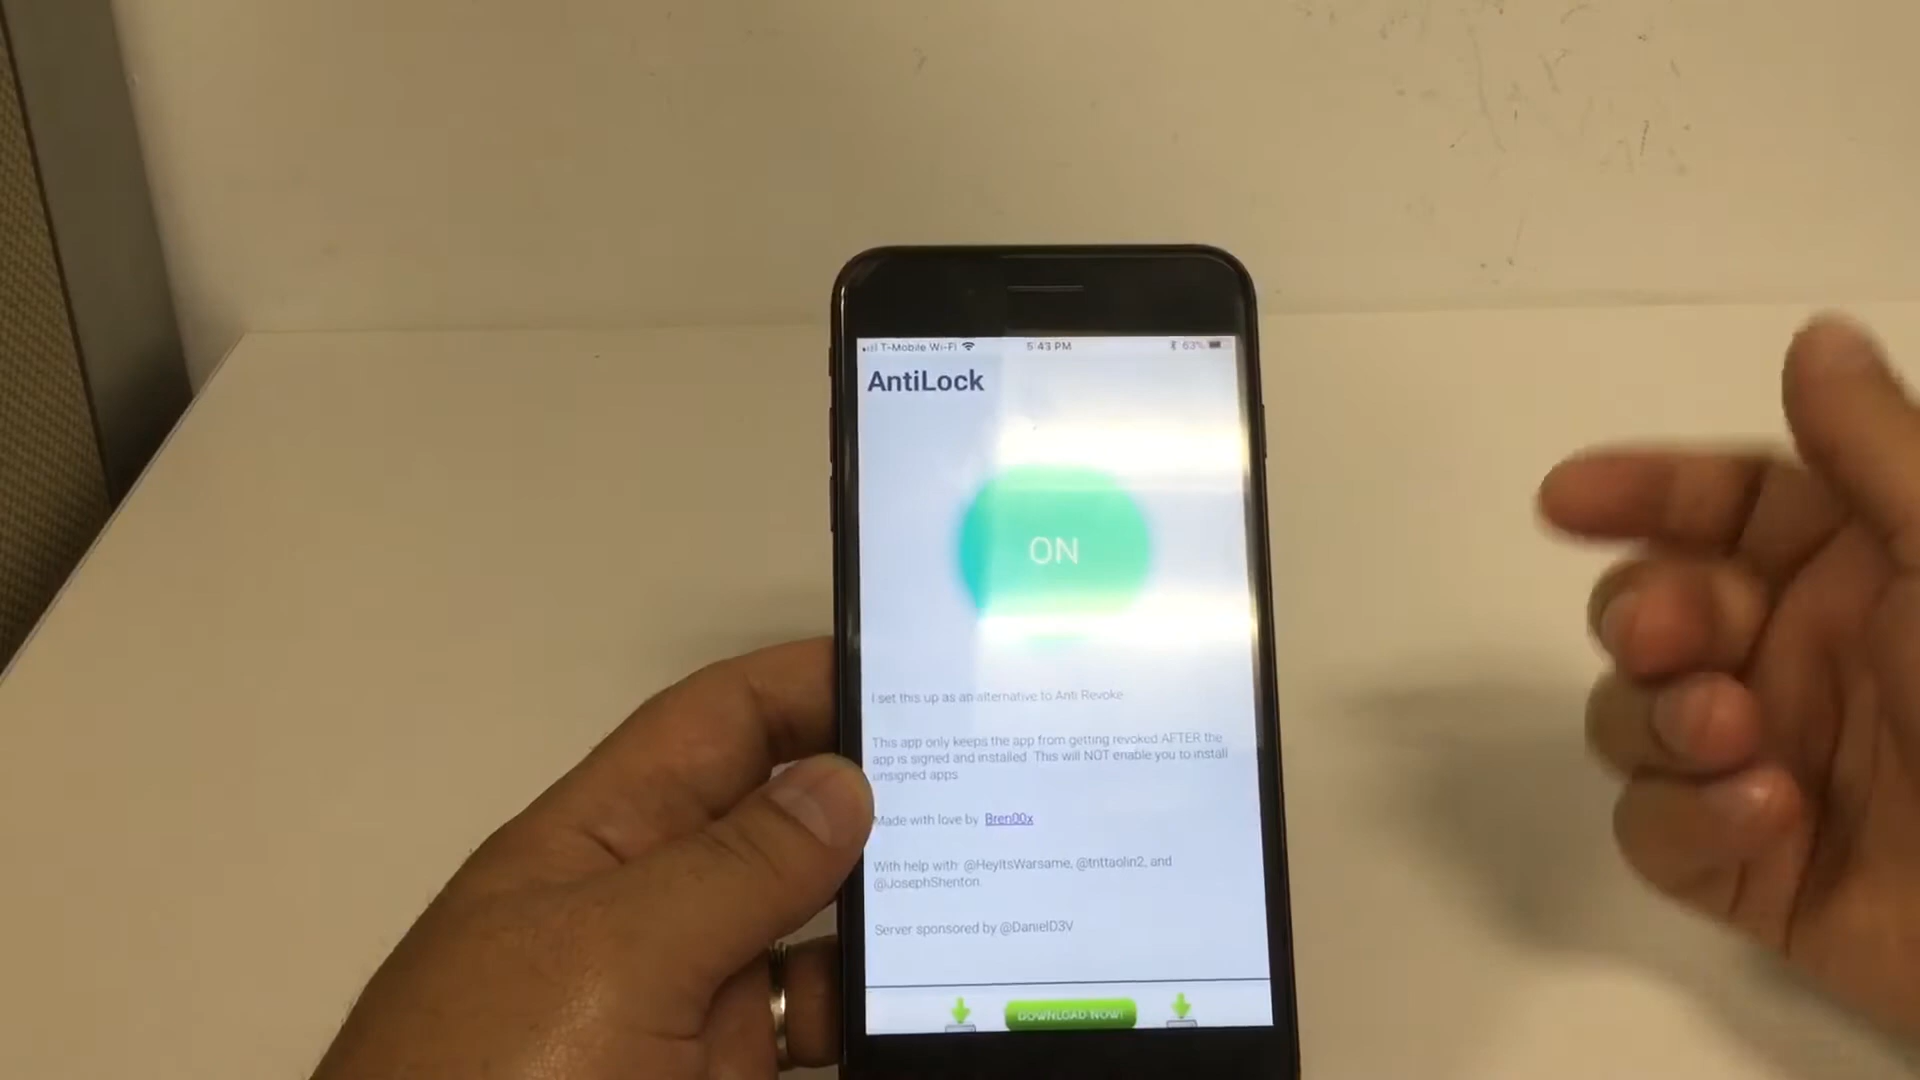 T-Mobile Wi-Fi 5:43 PM 63%
AntiLock
ON
I set this up as an alternative to Anti Revoke
This app only keeps the app from getting revoked AFTER the
app is signed and installed. This will NOT enable you to install
unsigned apps
Made with love by Bren00x
With help with @HeyItsWarsame, @tnttaolin2, and
@JosephShenton
Server sponsored by @DanielD3V
DOWNLOAD NOW!